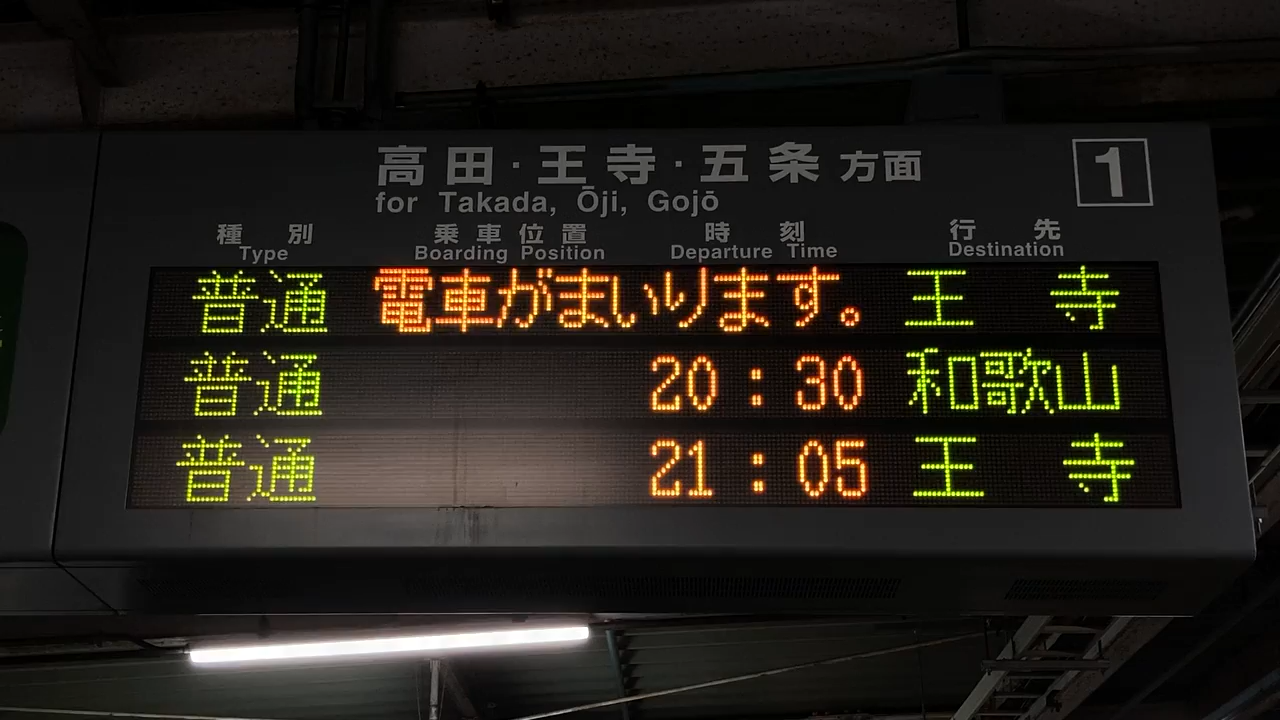 高田・王寺・五条 方面 1
for Takada, Ōji, Gojō
種別 乗車位置 時刻 行先
Type Boarding Position Departure Time Destination
普通 電車がまいります。 王寺
普通 20:30 和歌山
普通 21:05 王寺